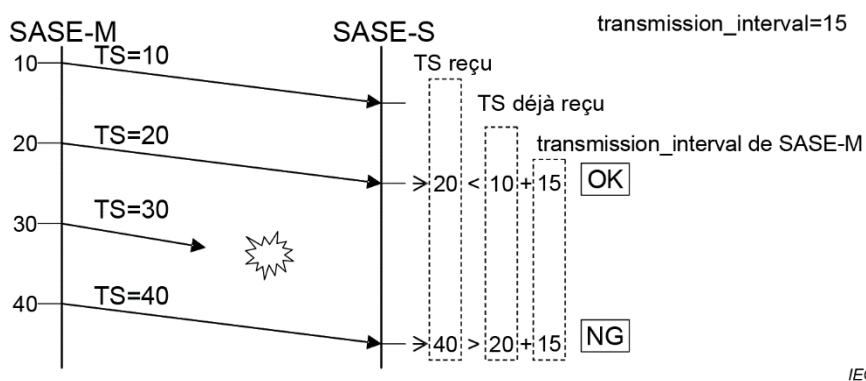 SASE-M SASE-S transmission_interval=15
10 TS=10 TS reçu
20 TS=20 TS déjà reçu
transmission_interval de SASE-M
20 < 10 + 15 OK
30 TS=30
40 TS=40
40 > 20 + 15 NG
IEC